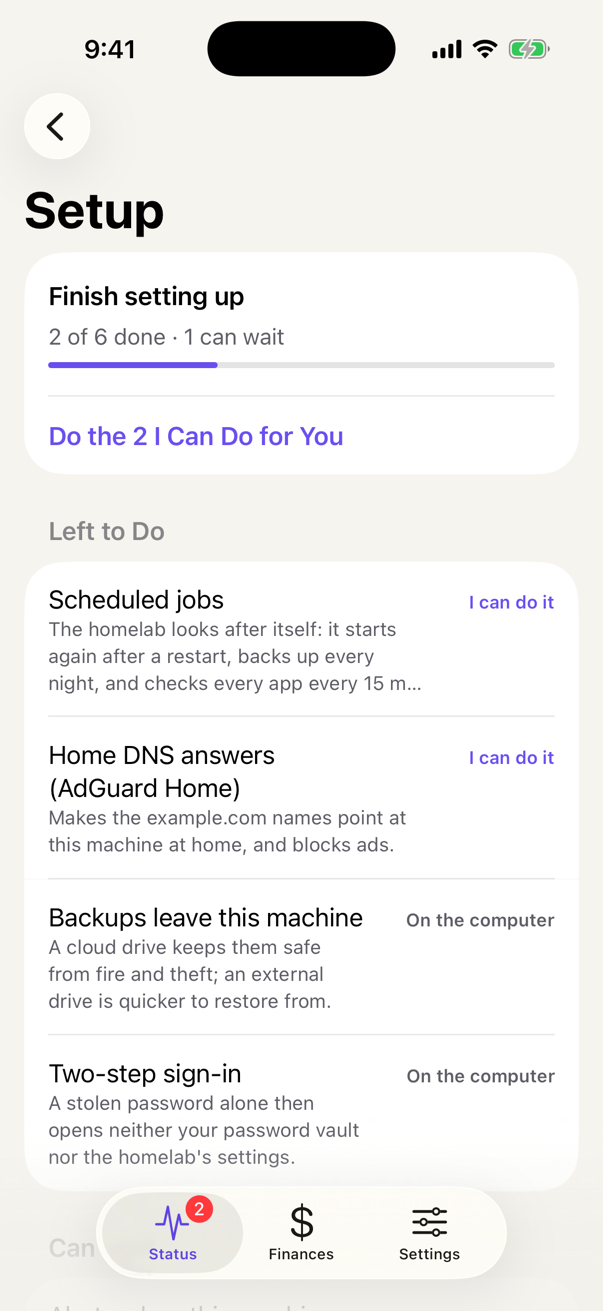 9:41
Setup
Finish setting up
2 of 6 done · 1 can wait
Do the 2 I Can Do for You
Left to Do
Scheduled jobs
I can do it
The homelab looks after itself: it starts
again after a restart, backs up every
night, and checks every app every 15 m...
Home DNS answers
(AdGuard Home)
I can do it
Makes the example.com names point at
this machine at home, and blocks ads.
Backups leave this machine
On the computer
A cloud drive keeps them safe
from fire and theft; an external
drive is quicker to restore from.
Two-step sign-in
On the computer
A stolen password alone then
opens neither your password vault
nor the homelab's settings.
Can
2
Status
Finances
Settings